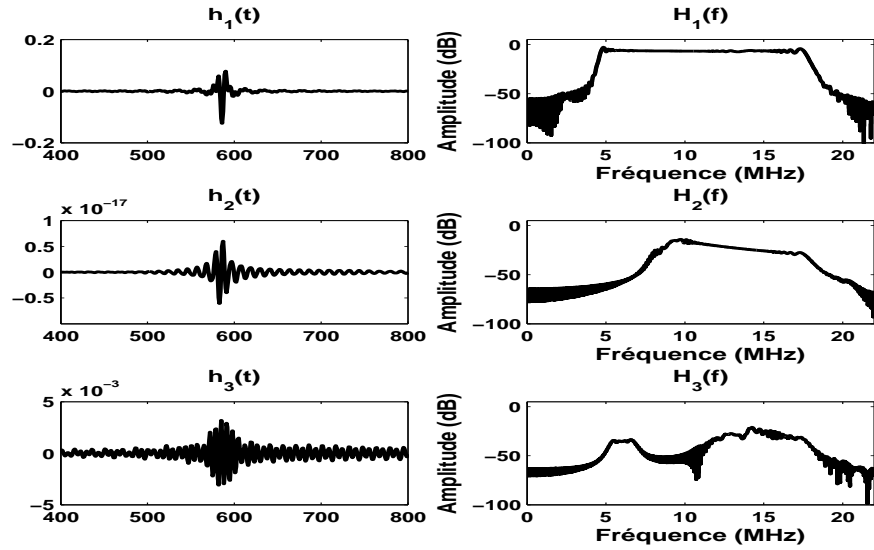 h1(t)
H1(f)
0.2
0
−0.2
400 500 600 700 800
Amplitude (dB)
0
−50
−100
0 5 10 15 20
Fréquence (MHz)
h2(t)
H2(f)
x 10−17
1
0.5
0
−0.5
400 500 600 700 800
Amplitude (dB)
0
−50
−100
0 5 10 15 20
Fréquence (MHz)
h3(t)
H3(f)
x 10−3
5
0
−5
400 500 600 700 800
Amplitude (dB)
0
−50
−100
0 5 10 15 20
Fréquence (MHz)